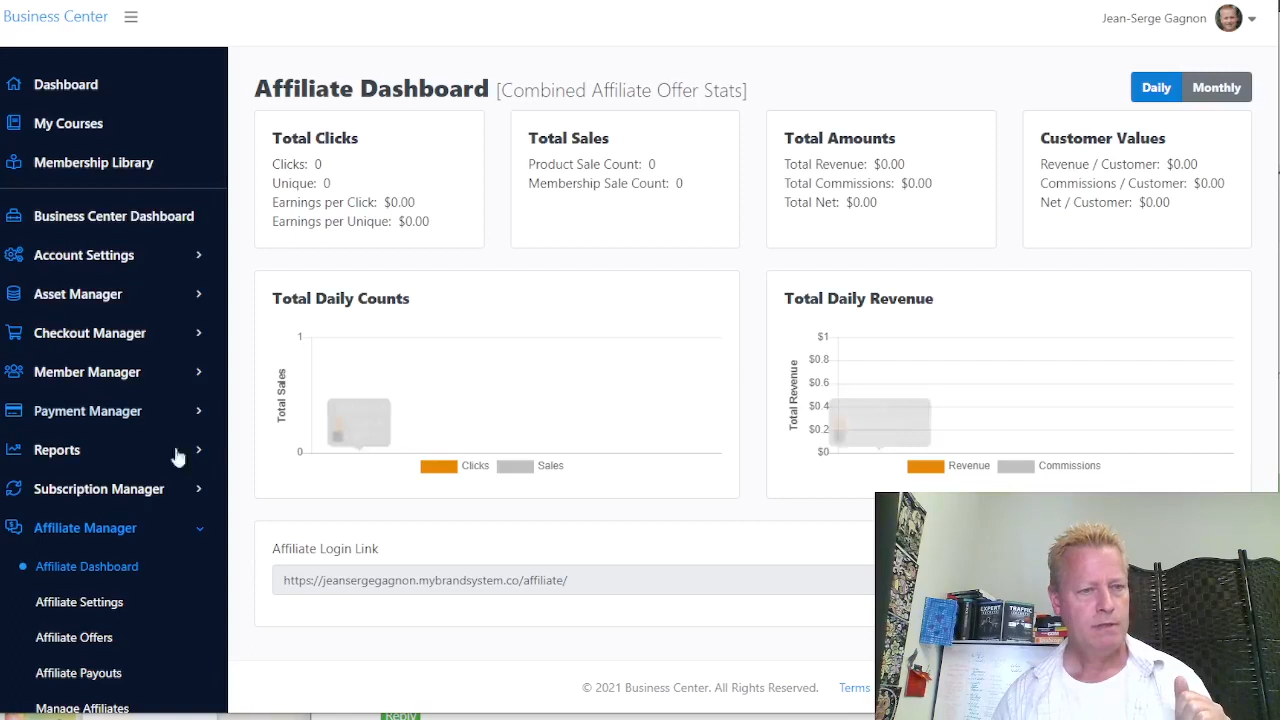 Business Center
Jean-Serge Gagnon
Dashboard
My Courses
Membership Library
Business Center Dashboard
Account Settings
Asset Manager
Checkout Manager
Member Manager
Payment Manager
Reports
Subscription Manager
Affiliate Manager
Affiliate Dashboard
Affiliate Settings
Affiliate Offers
Affiliate Payouts
Manage Affiliates
Affiliate Dashboard [Combined Affiliate Offer Stats]
Daily
Monthly
Total Clicks
Clicks: 0
Unique: 0
Earnings per Click: $0.00
Earnings per Unique: $0.00
Total Sales
Product Sale Count: 0
Membership Sale Count: 0
Total Amounts
Total Revenue: $0.00
Total Commissions: $0.00
Total Net: $0.00
Customer Values
Revenue / Customer: $0.00
Commissions / Customer: $0.00
Net / Customer: $0.00
Total Daily Counts
Total Sales
1
0
Clicks
Sales
Total Daily Revenue
Total Revenue
$1
$0.8
$0.6
$0.4
$0.2
$0
Revenue
Commissions
Affiliate Login Link
https://jeansergegagnon.mybrandsystem.co/affiliate/
© 2021 Business Center. All Rights Reserved.
Terms
Reply
EXPERT
TRAFFIC